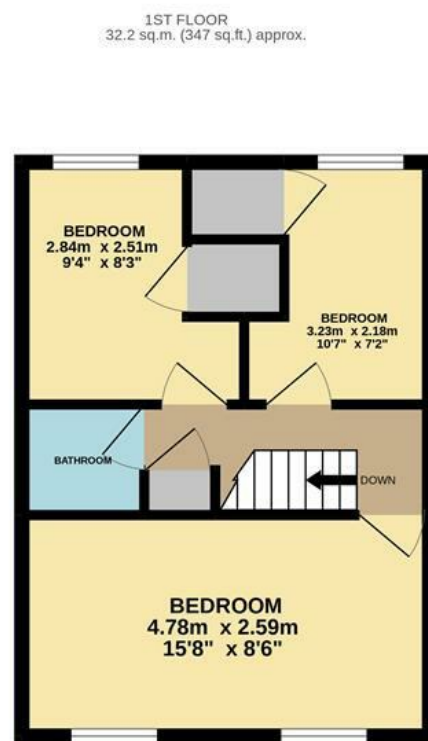 1ST FLOOR
32.2 sq.m. (347 sq.ft.) approx.
BEDROOM
2.84m x 2.51m
9'4" x 8'3"
BEDROOM
3.23m x 2.18m
10'7" x 7'2"
BATHROOM
DOWN
BEDROOM
4.78m x 2.59m
15'8" x 8'6"